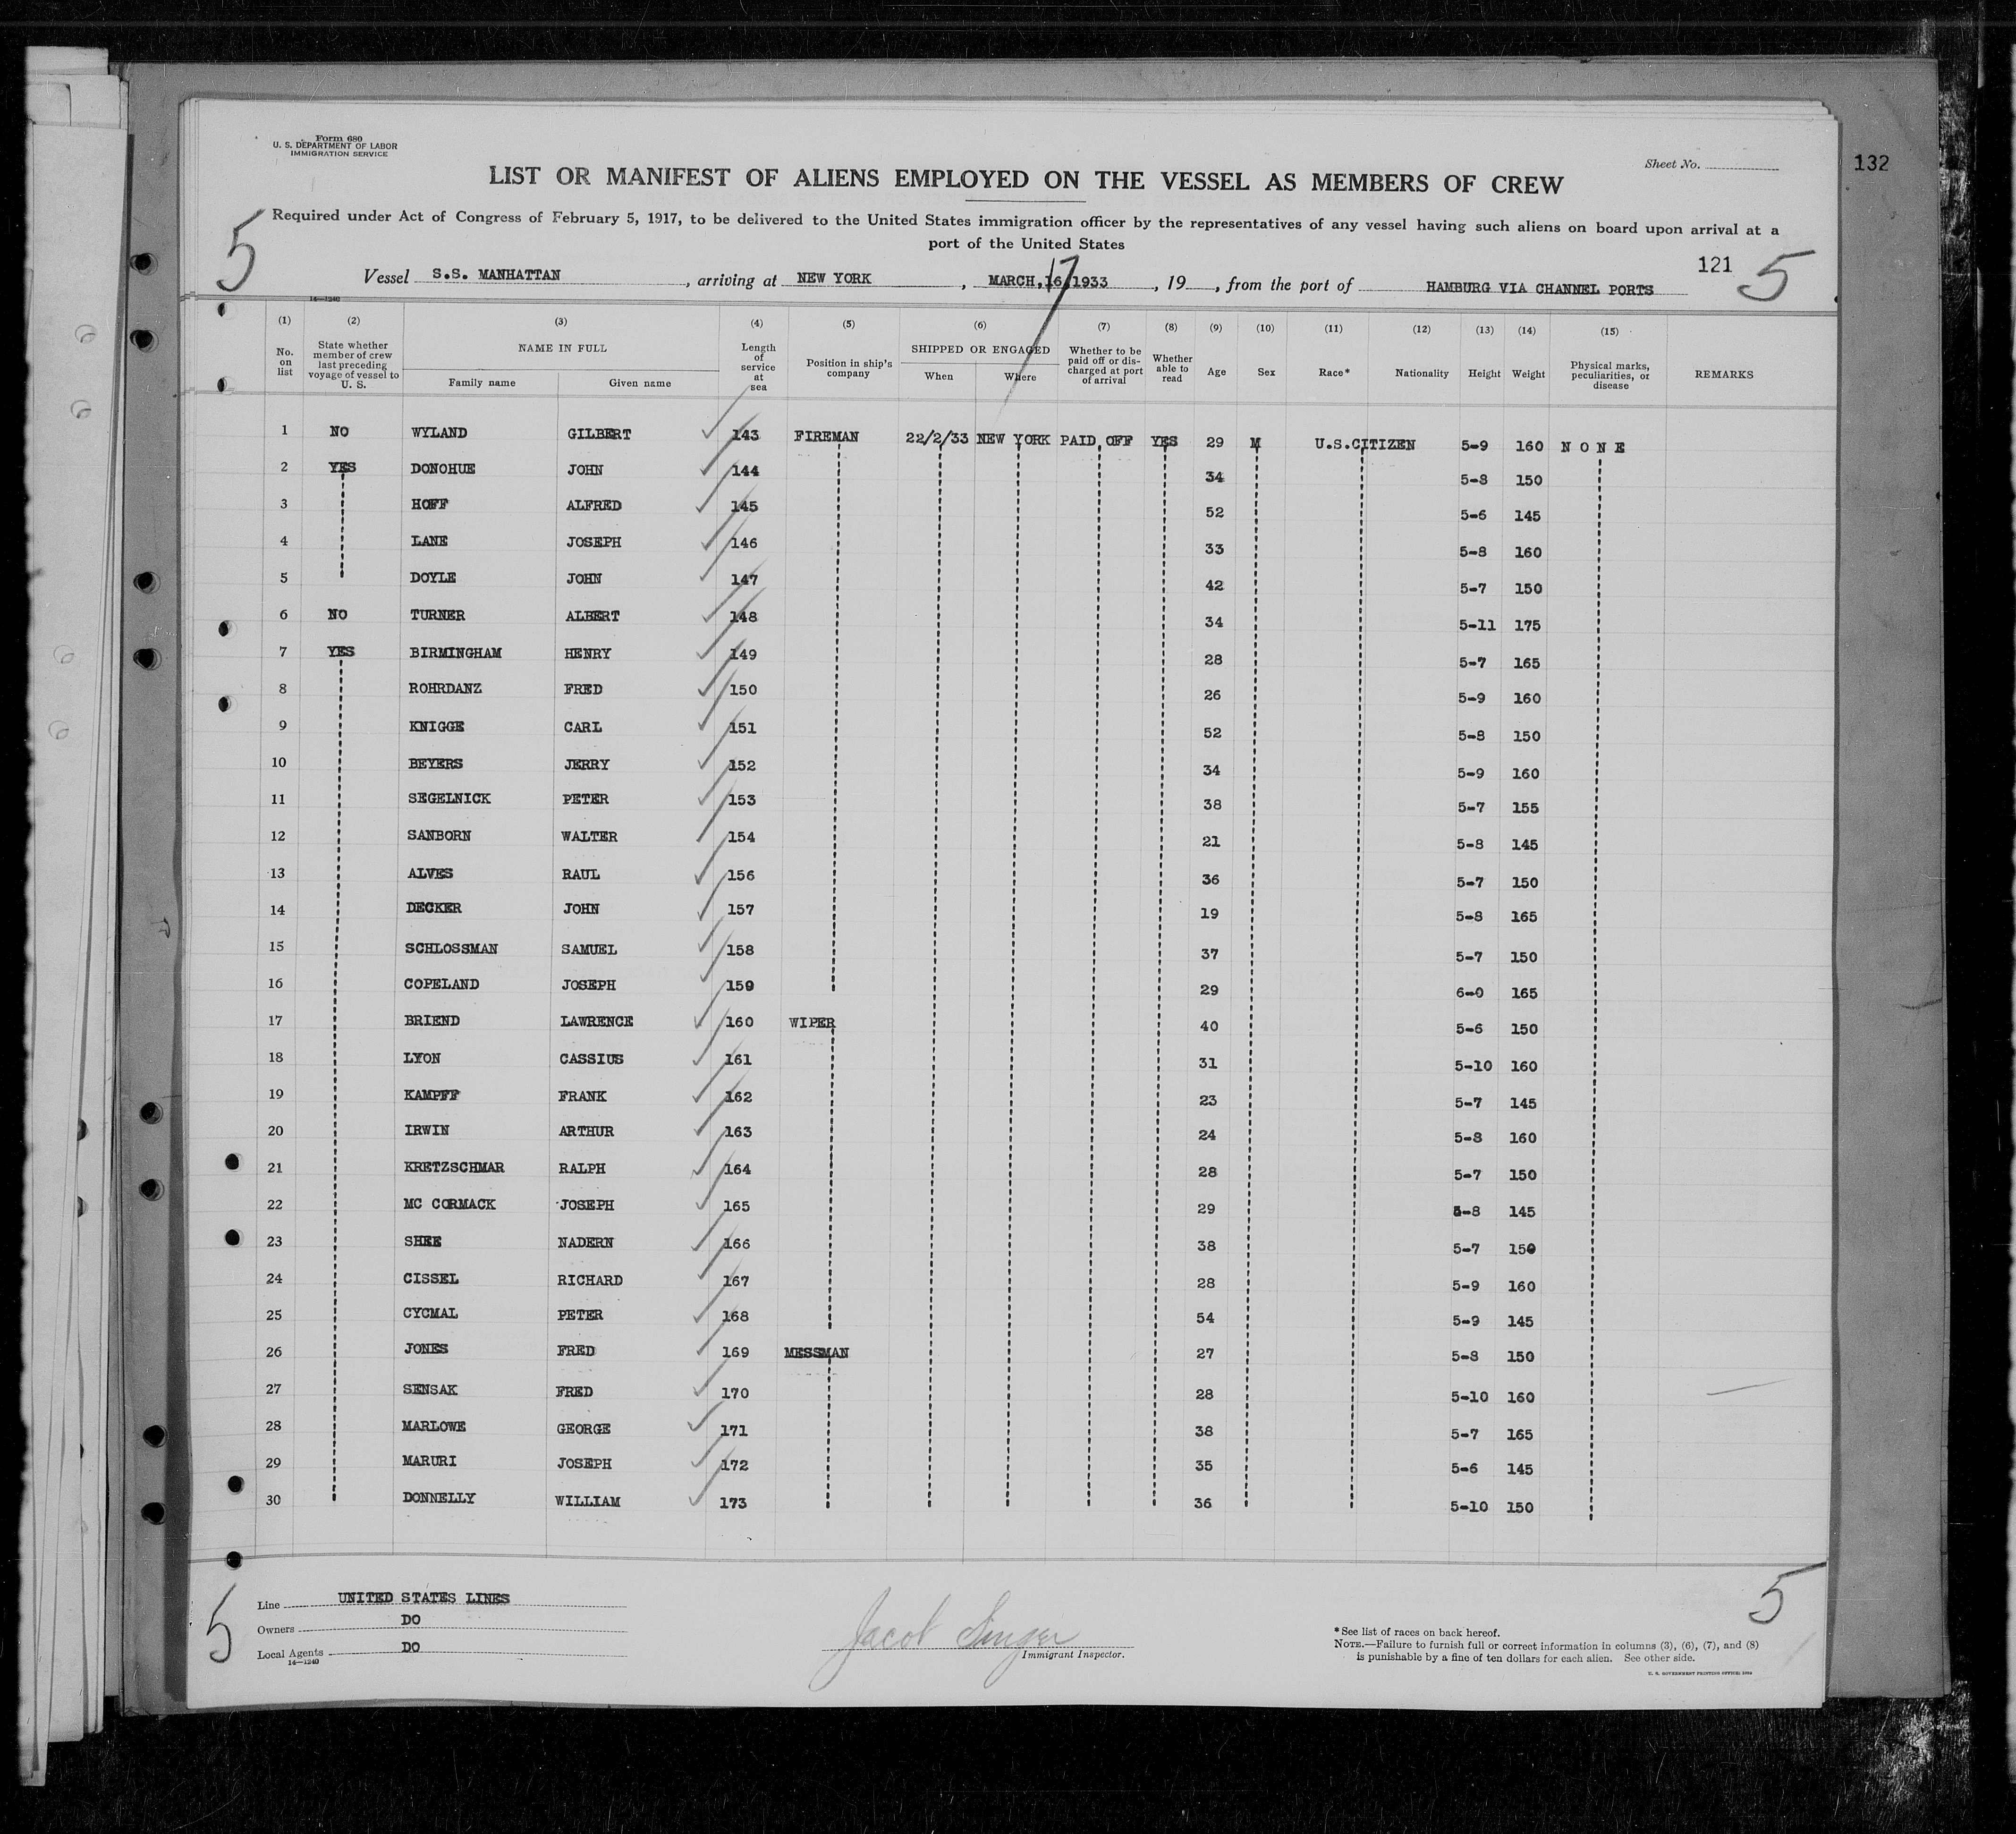 Form 680
U. S. DEPARTMENT OF LABOR
IMMIGRATION SERVICE
Sheet No.
132
LIST OR MANIFEST OF ALIENS EMPLOYED ON THE VESSEL AS MEMBERS OF CREW
Required under Act of Congress of February 5, 1917, to be delivered to the United States immigration officer by the representatives of any vessel having such aliens on board upon arrival at a
port of the United States
5
121 5
Vessel S.S. MANHATTAN, arriving at NEW YORK, MARCH, 16/1933, 19, from the port of HAMBURG VIA CHANNEL PORTS
17
14—1240
(1) (2) (3) (4) (5) (6) (7) (8) (9) (10) (11) (12) (13) (14) (15)
No. on list State whether member of crew last preceding voyage of vessel to U. S. NAME IN FULL Family name Given name Length of service at sea Position in ship's company SHIPPED OR ENGAGED When Where Whether to be paid off or discharged at port of arrival Whether able to read Age Sex Race* Nationality Height Weight Physical marks, peculiarities, or disease REMARKS
1 NO WYLAND GILBERT 143 FIREMAN 22/2/33 NEW YORK PAID OFF YES 29 M U.S.CITIZEN 5-9 160 NONE
2 YES DONOHUE JOHN 144 34 5-8 150
3 HOFF ALFRED 145 52 5-6 145
4 LANE JOSEPH 146 33 5-8 160
5 DOYLE JOHN 147 42 5-7 150
6 NO TURNER ALBERT 148 34 5-11 175
7 YES BIRMINGHAM HENRY 149 28 5-7 165
8 ROHRDANZ FRED 150 26 5-9 160
9 KNIGGE CARL 151 52 5-8 150
10 BEYERS JERRY 152 34 5-9 160
11 SEGELNICK PETER 153 38 5-7 155
12 SANBORN WALTER 154 21 5-8 145
13 ALVES RAUL 156 36 5-7 150
14 DECKER JOHN 157 19 5-8 165
15 SCHLOSSMAN SAMUEL 158 37 5-7 150
16 COPELAND JOSEPH 159 29 6-0 165
17 BRIEND LAWRENCE 160 WIPER 40 5-6 150
18 LYON CASSIUS 161 31 5-10 160
19 KAMPFF FRANK 162 23 5-7 145
20 IRWIN ARTHUR 163 24 5-8 160
21 KRETZSCHMAR RALPH 164 28 5-7 150
22 MC CORMACK JOSEPH 165 29 5-8 145
23 SHEE NADERN 166 38 5-7 150
24 CISSEL RICHARD 167 28 5-9 160
25 CYCMAL PETER 168 54 5-9 145
26 JONES FRED 169 MESSMAN 27 5-8 150
27 SENSAK FRED 170 28 5-10 160
28 MARLOWE GEORGE 171 38 5-7 165
29 MARURI JOSEPH 172 35 5-6 145
30 DONNELLY WILLIAM 173 36 5-10 150
5
5
Line UNITED STATES LINES
Owners DO
Local Agents DO
14—1240
Jacob Singer
Immigrant Inspector.
*See list of races on back hereof.
NOTE.—Failure to furnish full or correct information in columns (3), (6), (7), and (8)
is punishable by a fine of ten dollars for each alien. See other side.